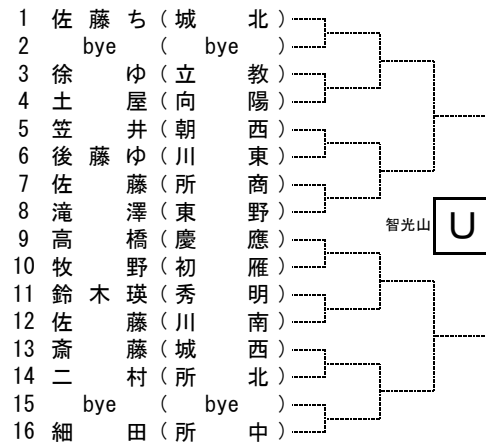 1 佐藤ち(城北)
2 bye (bye)
3 徐ゆ(立教)
4 土屋(向陽)
5 笠井(朝西)
6 後藤ゆ(川東)
7 佐藤(所商)
8 滝澤(東野)
智光山 U
9 高橋(慶應)
10 牧野(初雁)
11 鈴木瑛(秀明)
12 佐藤(川南)
13 斎藤(城西)
14 二村(所北)
15 bye (bye)
16 細田(所中)